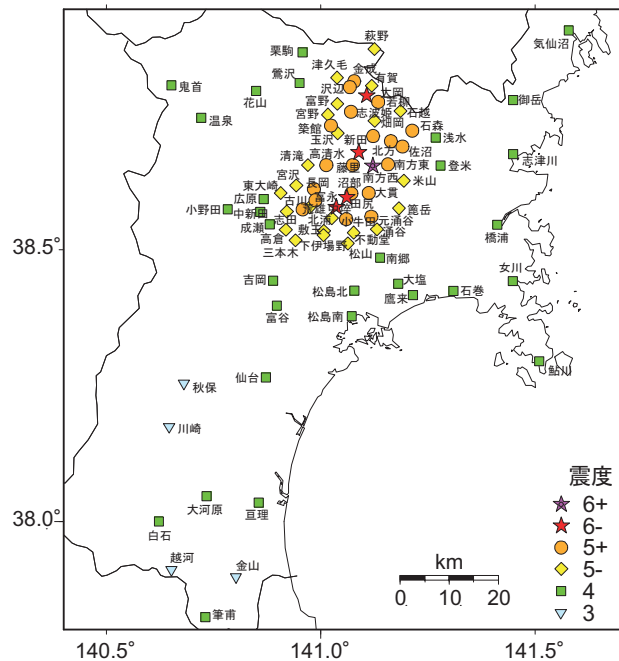 萩野
気仙沼
栗駒
津久毛
金成
有賀
鬼首
鶯沢
沢辺
大岡
花山
富野
若柳
御岳
温泉
宮野
志波姫
石越
畑岡
築館
石森
玉沢
新田
浅水
北方
佐沼
志津川
清滝
高清水
藤里
南方東
登米
宮沢
長岡
沼部
南方西
米山
東大崎
広原
富永
大貫
小野田
中新田
古川
田尻
箆岳
成瀬
志田
北浦
小牛田
元涌谷
橋浦
高倉
敷玉
不動堂
涌谷
三本木
下伊場野
松山
南郷
38.5°
吉岡
大塩
女川
松島北
鷹来
石巻
富谷
松島南
鮎川
仙台
秋保
川崎
大河原
亘理
38.0°
白石
越河
金山
筆甫
km
0 10 20
震度
6+
6-
5+
5-
4
3
140.5° 141.0° 141.5°